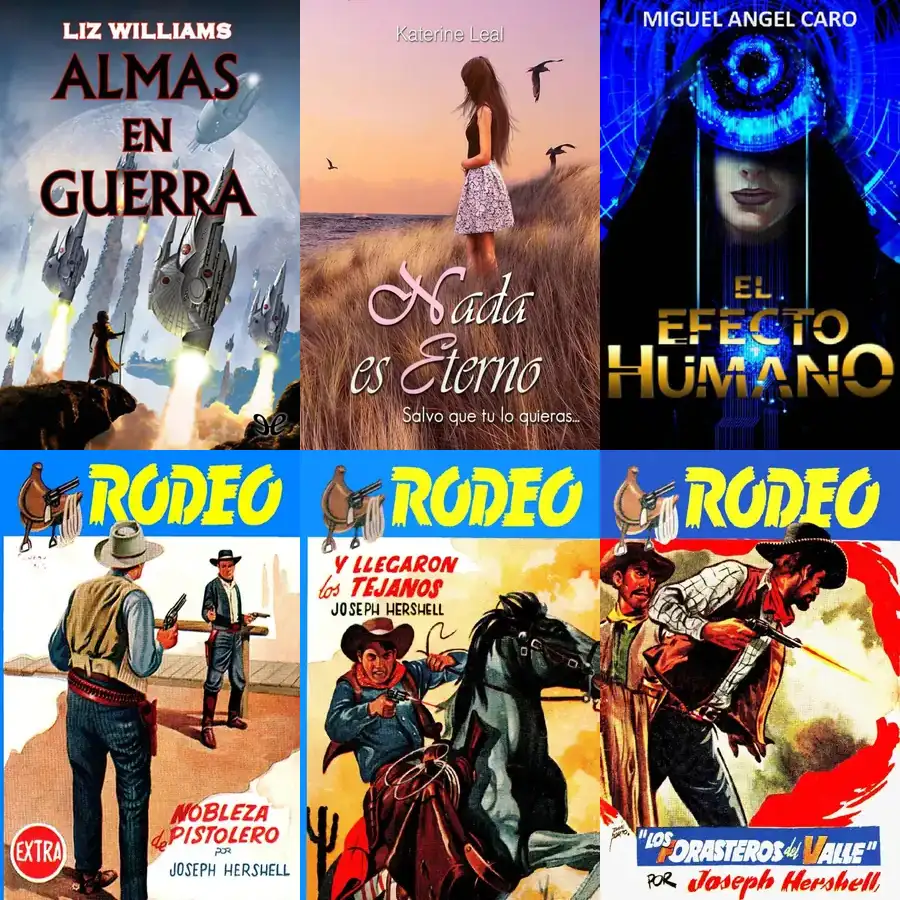 LIZ WILLIAMS
ALMAS
EN
GUERRA
Katerine Leal
Nada
es Eterno
Salvo que tu lo quieras...
MIGUEL ANGEL CARO
EL
EFECTO
HUMANO
RODEO
NOBLEZA
de PISTOLERO
por
JOSEPH HERSHELL
EXTRA
RODEO
Y LLEGARON
los TEJANOS
JOSEPH HERSHELL
RODEO
"LOS FORASTEROS del VALLE"
POR Joseph Hershell